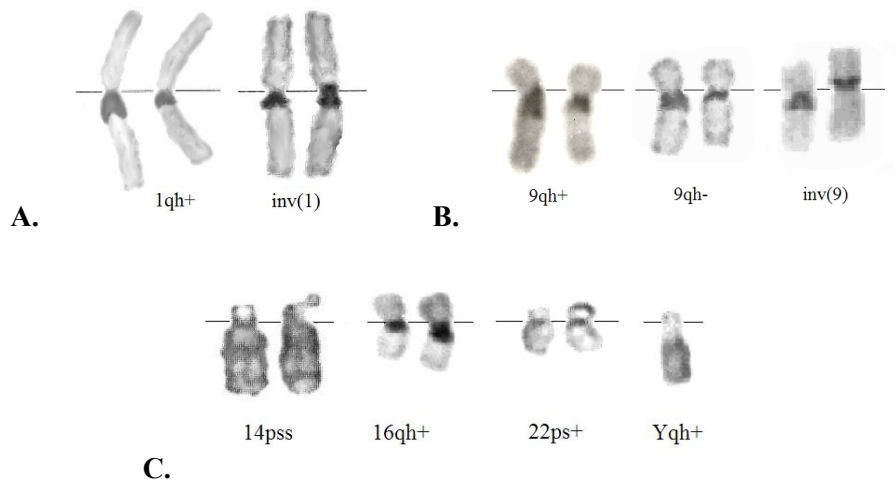 1qh+
inv(1)
A.
9qh+
9qh-
inv(9)
B.
14pss
16qh+
22ps+
Yqh+
C.